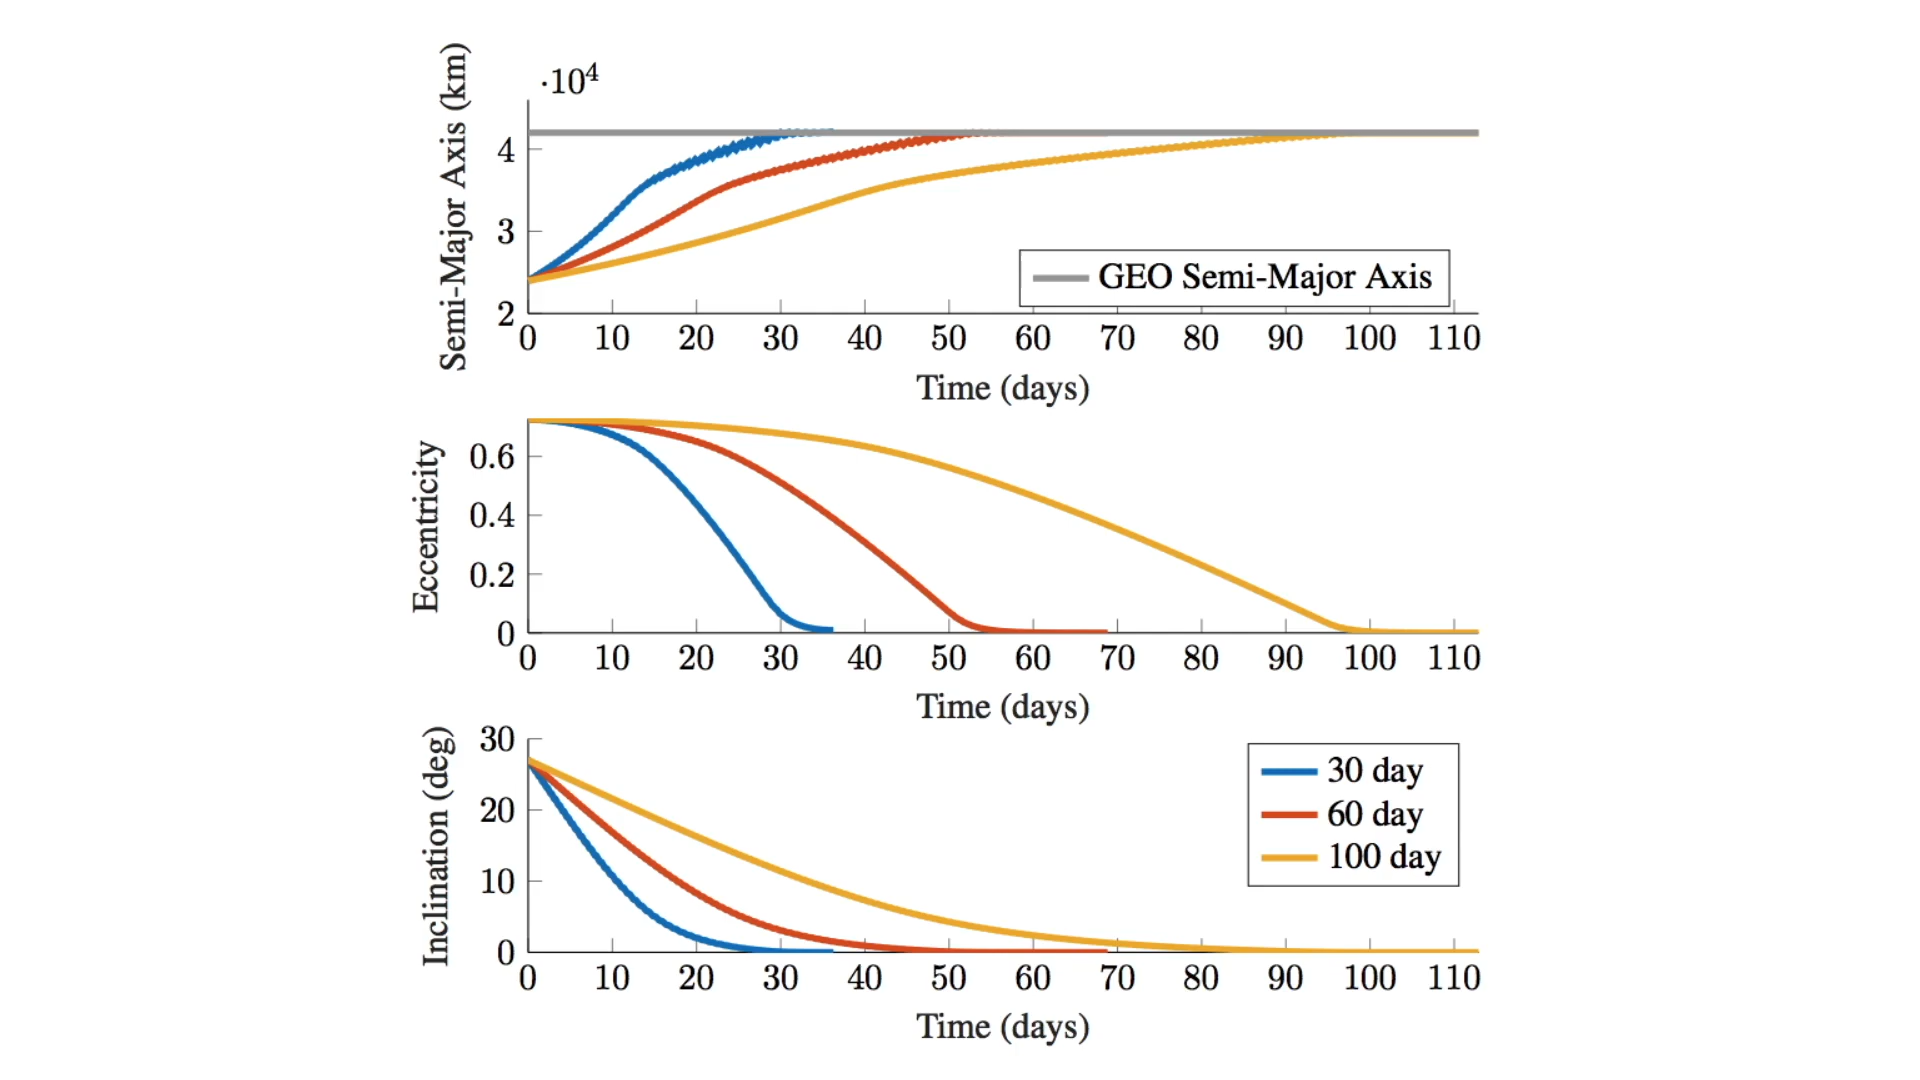 Semi-Major Axis (km)
·10⁴
4
3
2
GEO Semi-Major Axis
0 10 20 30 40 50 60 70 80 90 100 110
Time (days)
Eccentricity
0.6
0.4
0.2
0
0 10 20 30 40 50 60 70 80 90 100 110
Time (days)
Inclination (deg)
30
20
10
0
30 day
60 day
100 day
0 10 20 30 40 50 60 70 80 90 100 110
Time (days)